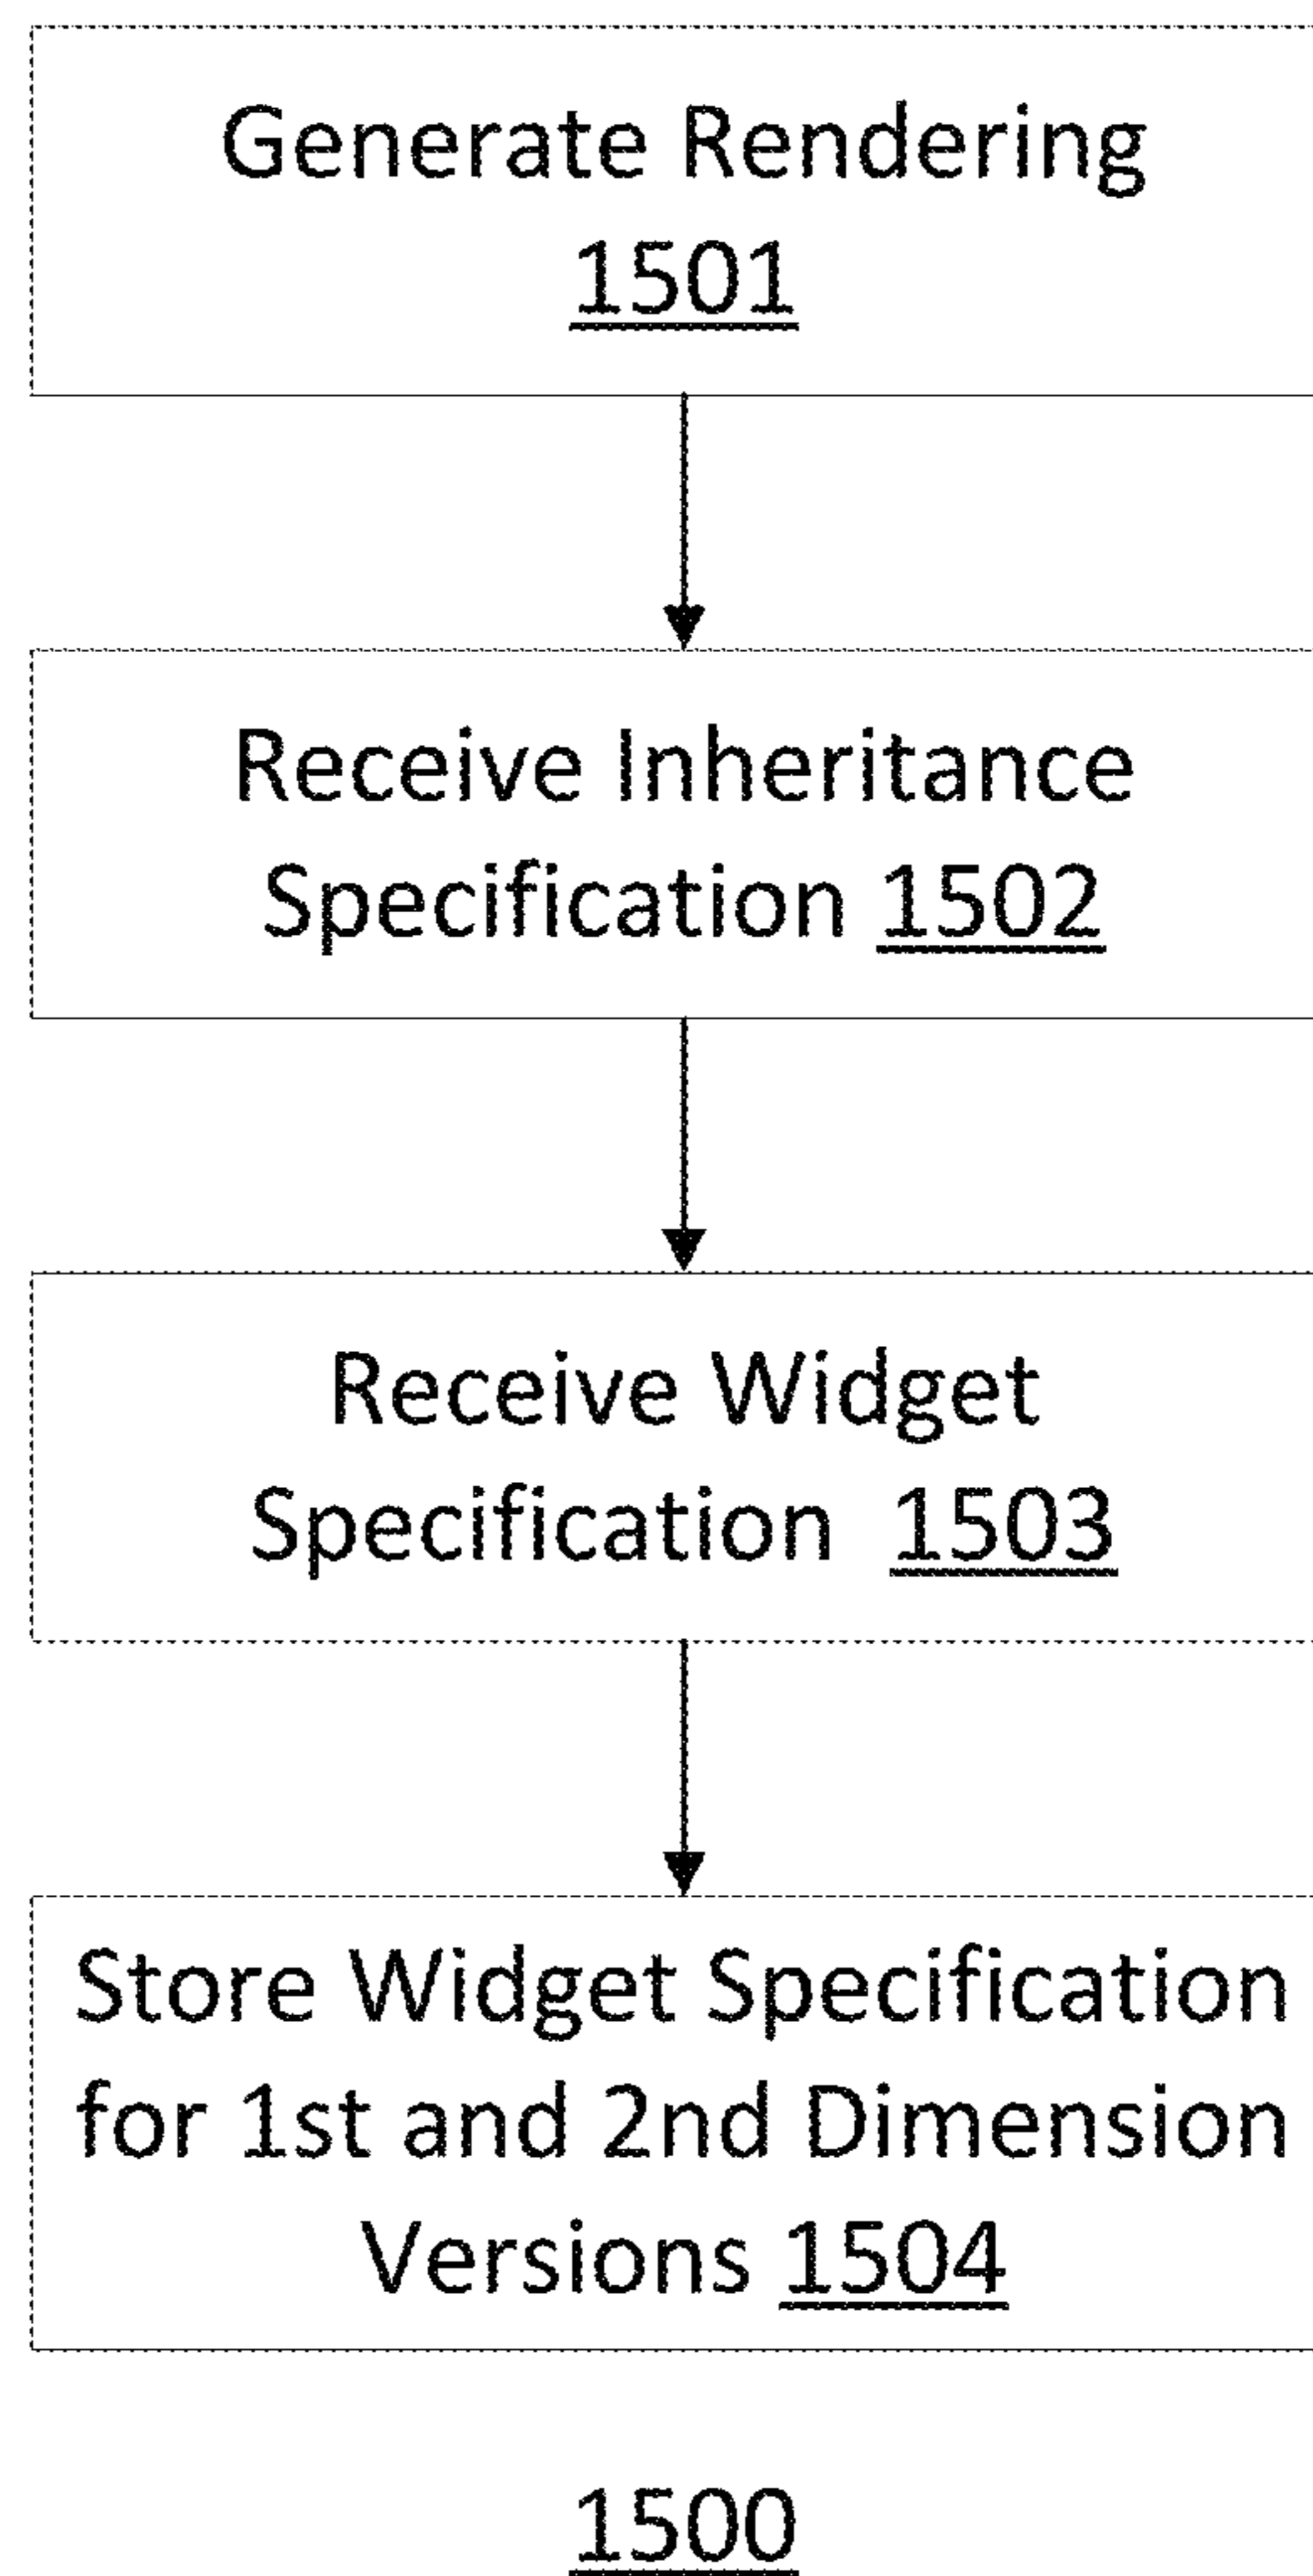 Generate Rendering
1501
Receive Inheritance
Specification 1502
Receive Widget
Specification 1503
Store Widget Specification
for 1st and 2nd Dimension
Versions 1504
1500